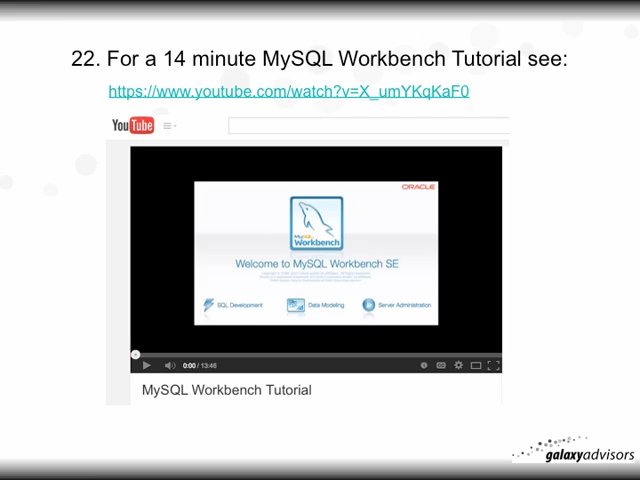 22. For a 14 minute MySQL Workbench Tutorial see:
https://www.youtube.com/watch?v=X_umYKqKaF0
YouTube
ORACLE
MySQL
Workbench
Welcome to MySQL Workbench SE
SQL Development
Data Modeling
Server Administration
0:00 / 13:46
MySQL Workbench Tutorial
galaxyadvisors